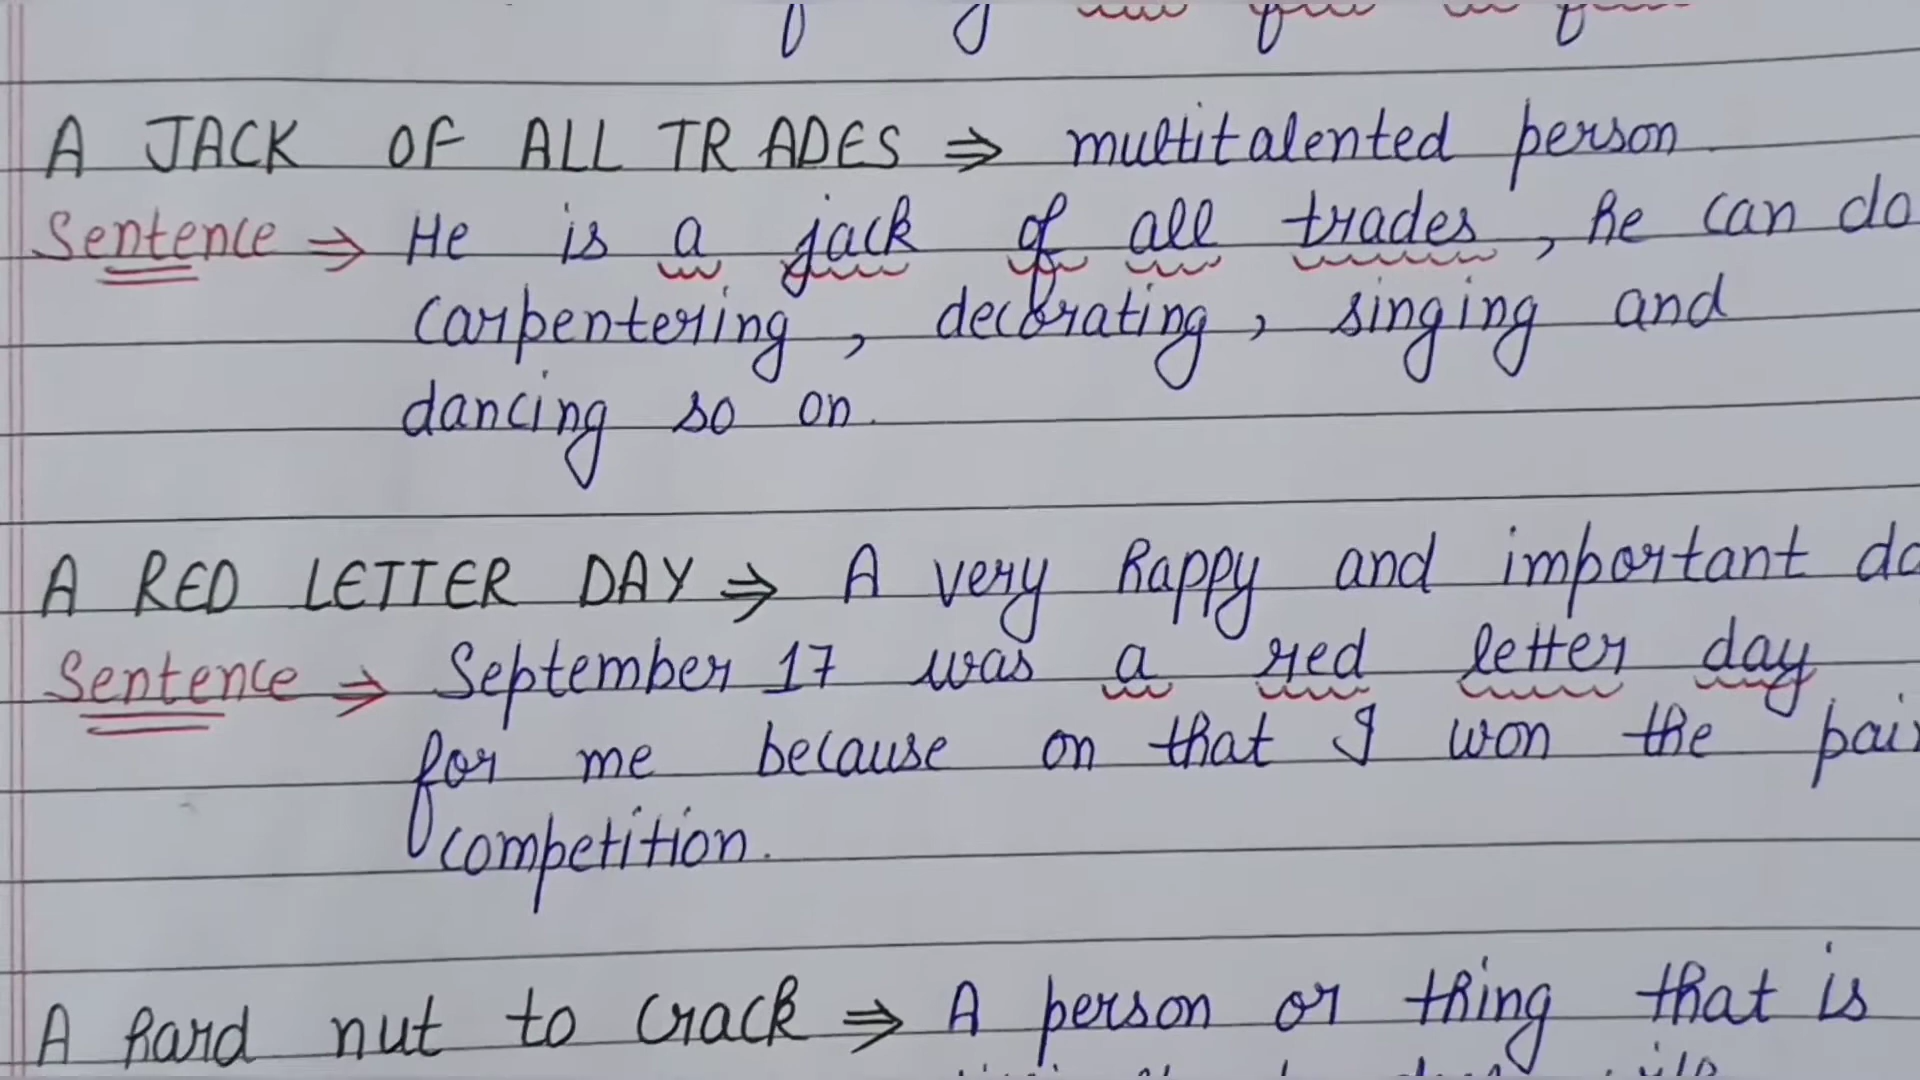 A JACK OF ALL TRADES ⇒ multitalented person
Sentence ⇒ He is a jack of all trades, he can do
carpentering, decorating, singing and
dancing so on.
A RED LETTER DAY ⇒ A very happy and important
Sentence ⇒ September 17 was a red letter day
for me because on that I won the
competition.
A hard nut to crack ⇒ A person or thing that is